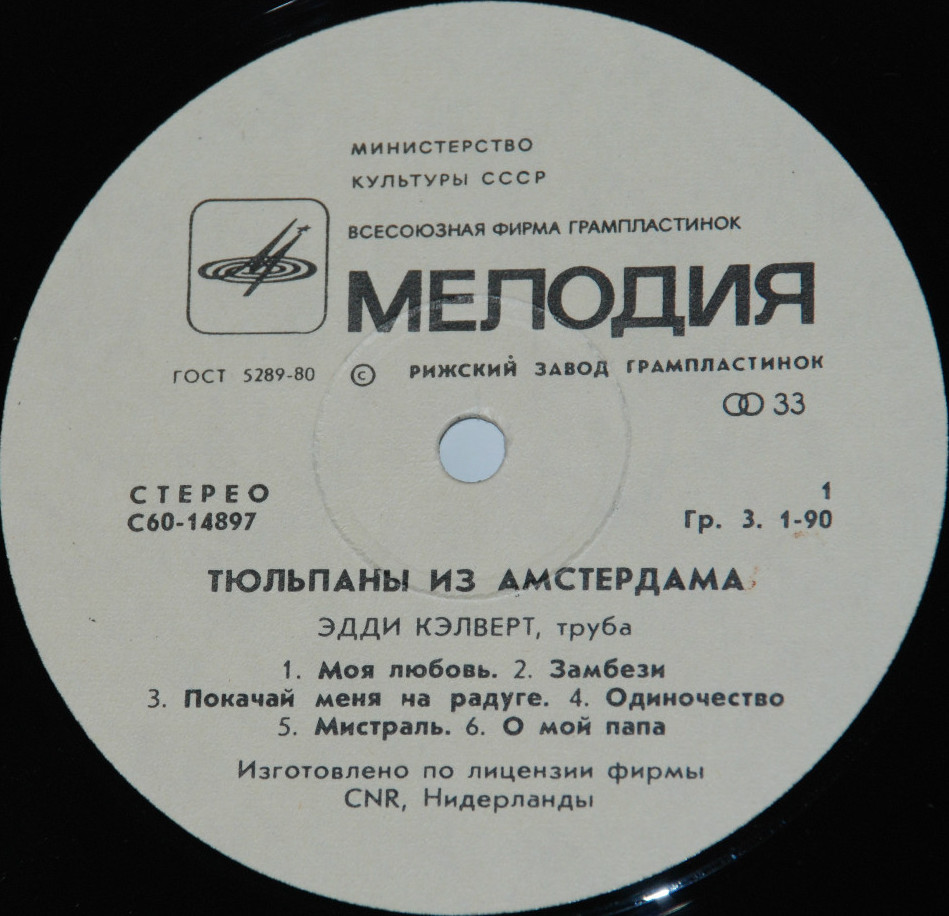 МИНИСТЕРСТВО
КУЛЬТУРЫ СССР
ВСЕСОЮЗНАЯ ФИРМА ГРАМПЛАСТИНОК
МЕЛОДИЯ
ГОСТ 5289-80 © РИЖСКИЙ ЗАВОД ГРАМПЛАСТИНОК
33
СТЕРЕО 1
С60-14897 Гр. 3. 1-90
ТЮЛЬПАНЫ ИЗ АМСТЕРДАМА
ЭДДИ КЭЛВЕРТ, труба
1. Моя любовь. 2. Замбези
3. Покачай меня на радуге. 4. Одиночество
5. Мистраль. 6. О мой папа
Изготовлено по лицензии фирмы
CNR, Нидерланды